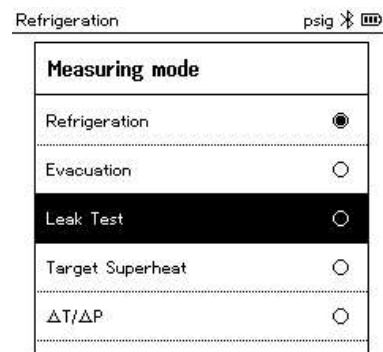 Refrigeration psig
Measuring mode
Refrigeration
Evacuation
Leak Test
Target Superheat
ΔT/ΔP